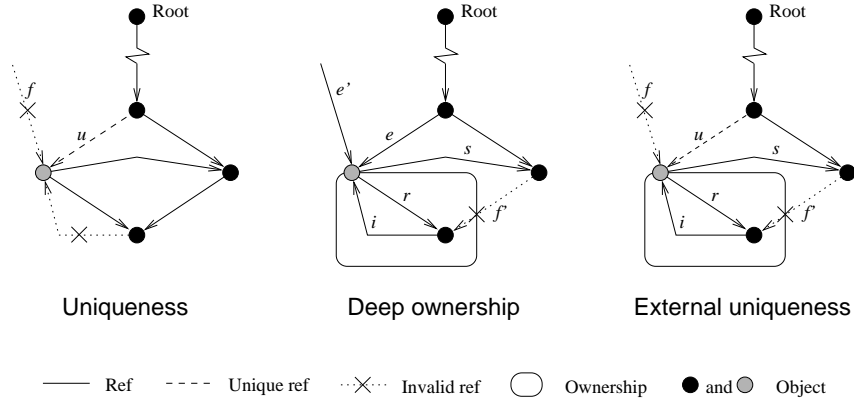 Root Root Root
f e' f
u e s u s
r f' r f'
i i
Uniqueness Deep ownership External uniqueness
Ref Unique ref Invalid ref Ownership and Object